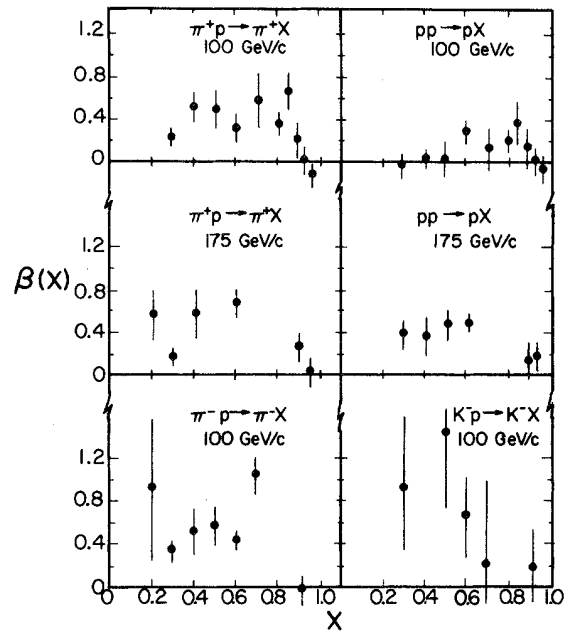 π⁺p → π⁺X
100 GeV/c
pp → pX
100 GeV/c
1.2
0.8
0.4
0
π⁺p → π⁺X
175 GeV/c
pp → pX
175 GeV/c
β(X)
1.2
0.8
0.4
0
π⁻p → π⁻X
100 GeV/c
K⁻p → K⁻X
100 GeV/c
1.2
0.8
0.4
0
0.2 0.4 0.6 0.8 1.0 0.2 0.4 0.6 0.8 1.0
X